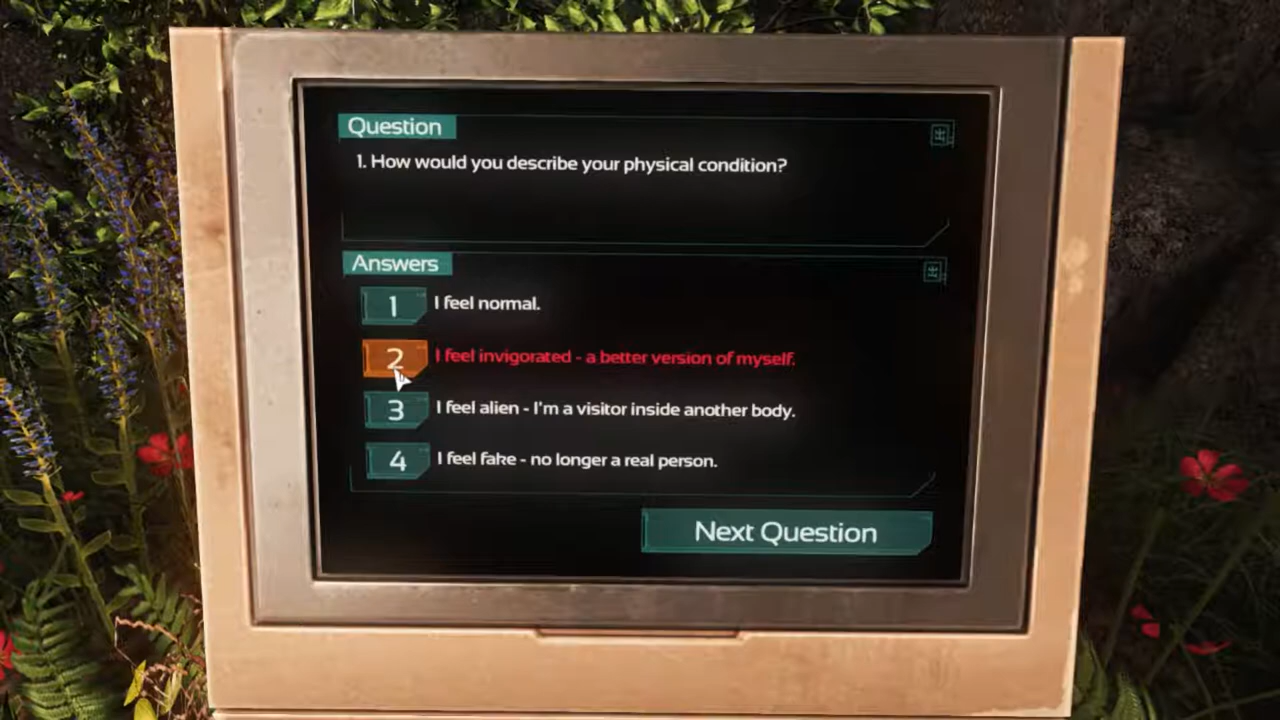 Question
1. How would you describe your physical condition?
Answers
1 I feel normal.
2 I feel invigorated - a better version of myself.
3 I feel alien - I'm a visitor inside another body.
4 I feel fake - no longer a real person.
Next Question